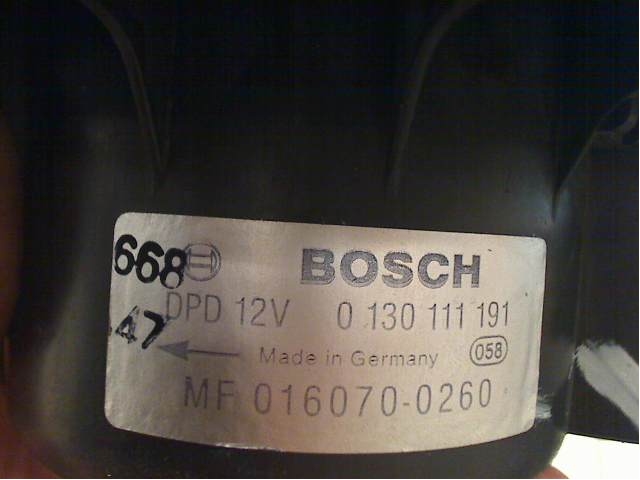 668 BOSCH
DPD 12V 0 130 111 191
47 Made in Germany 058
MF 016070-0260